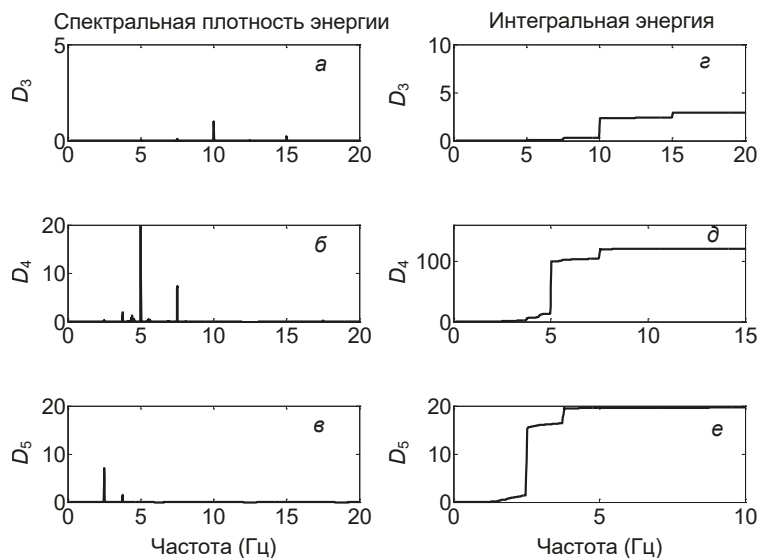 Спектральная плотность энергии
Интегральная энергия
5
0
D3
а
0 5 10 15 20
10
5
0
D3
г
0 5 10 15 20
20
10
0
D4
б
0 5 10 15 20
100
0
D4
д
0 5 10 15
20
10
0
D5
в
0 5 10 15 20
Частота (Гц)
20
10
0
D5
е
0 5 10
Частота (Гц)